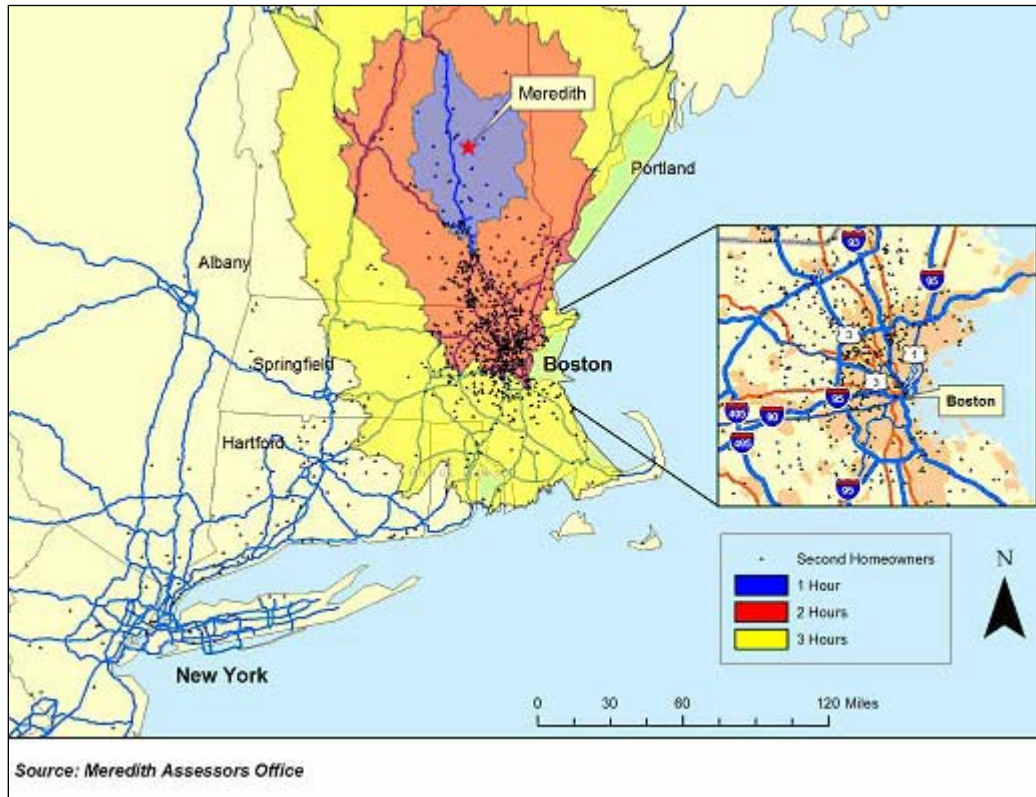 Meredith
Portland
Albany
Springfield
Boston
Hartford
New York
93
95
3
1
3
95
Boston
495
90
495
95
Second Homeowners
1 Hour
2 Hours
3 Hours
N
0 30 60 120 Miles
Source: Meredith Assessors Office